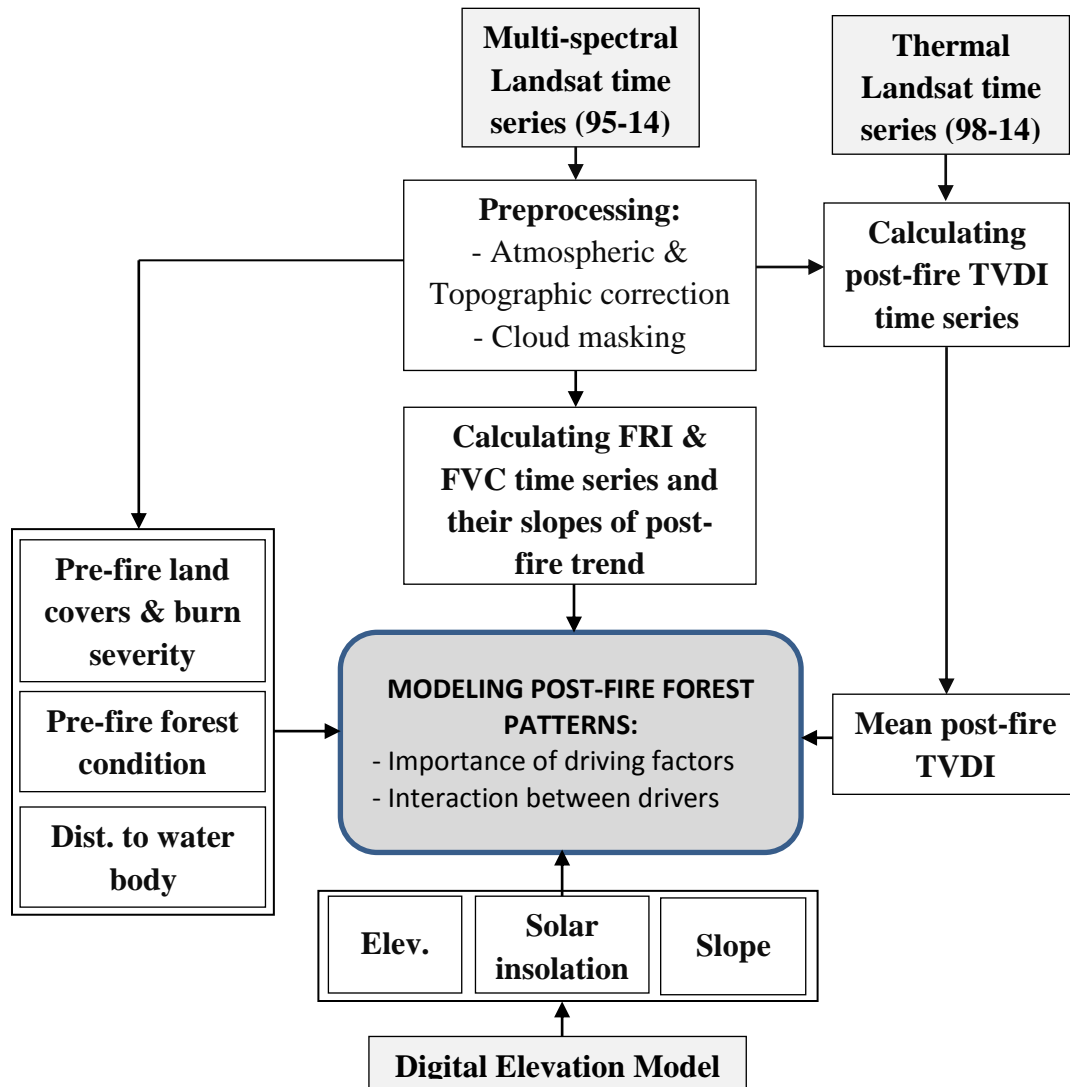 Multi-spectral
Landsat time
series (95-14)
Thermal
Landsat time
series (98-14)
Preprocessing:
- Atmospheric &
Topographic correction
- Cloud masking
Calculating
post-fire TVDI
time series
Calculating FRI &
FVC time series and
their slopes of post-
fire trend
Pre-fire land
covers & burn
severity
Pre-fire forest
condition
Dist. to water
body
MODELING POST-FIRE FOREST
PATTERNS:
- Importance of driving factors
- Interaction between drivers
Mean post-fire
TVDI
Elev.
Solar
insolation
Slope
Digital Elevation Model